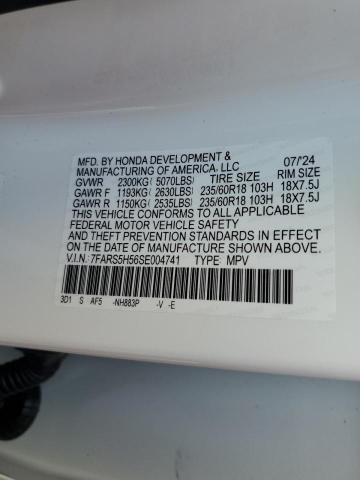 MFD. BY HONDA DEVELOPMENT & 07/24
MANUFACTURING OF AMERICA, LLC
GVWR 2300KG( 5070LBS) TIRE SIZE RIM SIZE
GAWR F 1193KG( 2630LBS) 235/60R18 103H 18X7.5J
GAWR R 1150KG( 2535LBS) 235/60R18 103H 18X7.5J
THIS VEHICLE CONFORMS TO ALL APPLICABLE
FEDERAL MOTOR VEHICLE SAFETY
AND THEFT PREVENTION STANDARDS IN EFFECT ON THE
DATE OF MANUFACTURE SHOWN ABOVE.
V.I.N.: 7FARS5H56SE004741 TYPE: MPV
3D1 S AF5 -NH883P -V -E